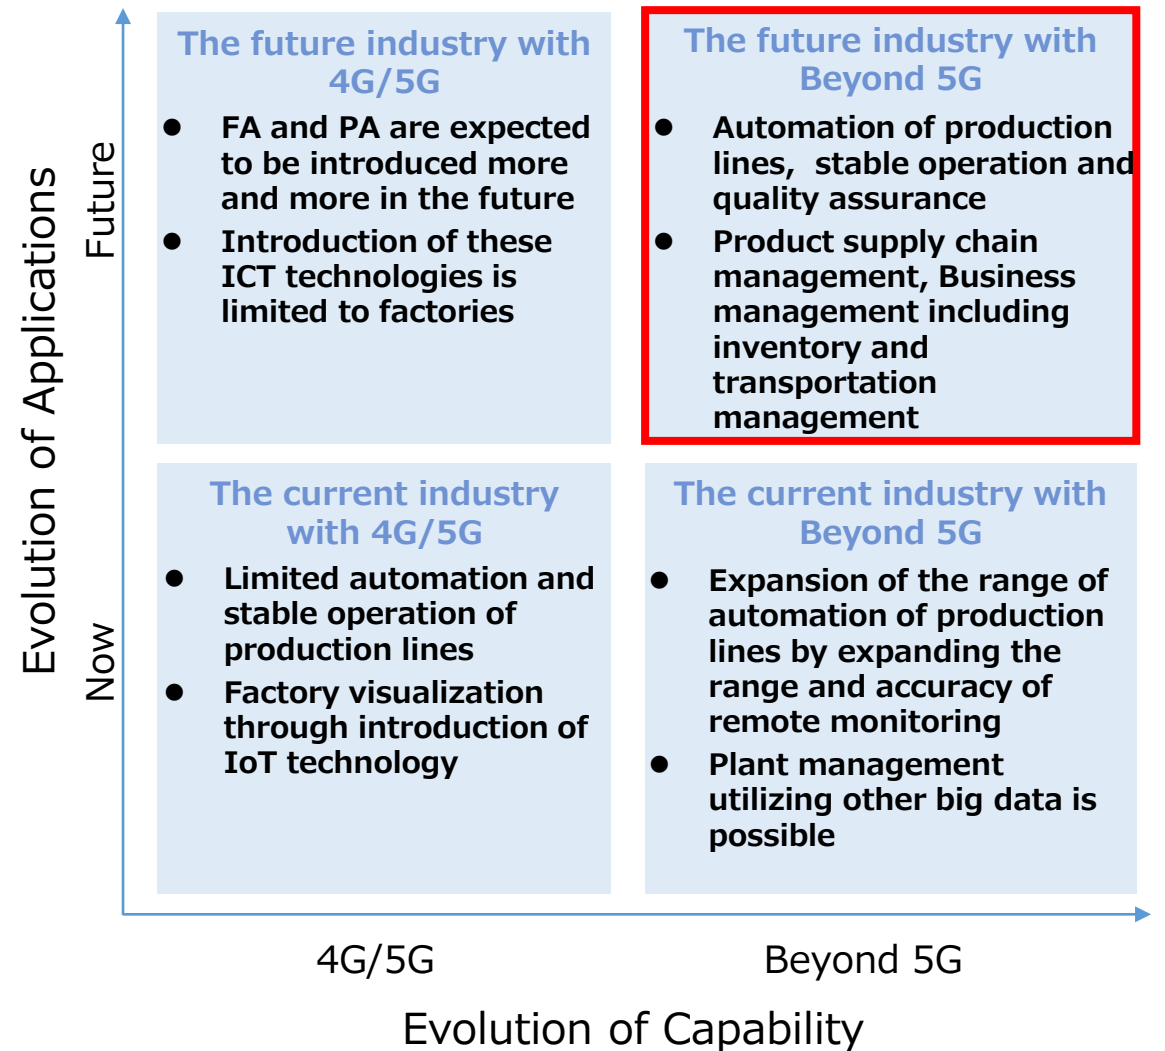 The future industry with
4G/5G
● FA and PA are expected
to be introduced more
and more in the future
● Introduction of these
ICT technologies is
limited to factories
The future industry with
Beyond 5G
● Automation of production
lines, stable operation and
quality assurance
● Product supply chain
management, Business
management including
inventory and
transportation
management
The current industry
with 4G/5G
● Limited automation and
stable operation of
production lines
● Factory visualization
through introduction of
IoT technology
The current industry with
Beyond 5G
● Expansion of the range of
automation of production
lines by expanding the
range and accuracy of
remote monitoring
● Plant management
utilizing other big data is
possible
Evolution of Applications
Future
Now
4G/5G
Beyond 5G
Evolution of Capability